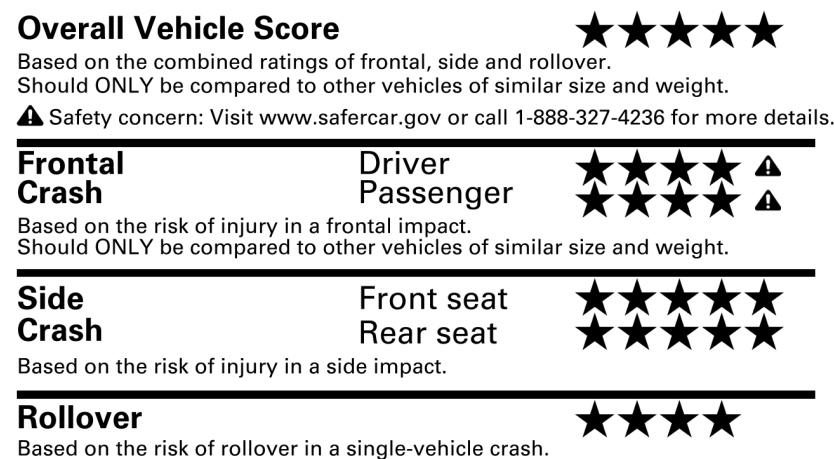 Overall Vehicle Score ★★★★★
Based on the combined ratings of frontal, side and rollover.
Should ONLY be compared to other vehicles of similar size and weight.
⚠ Safety concern: Visit www.safercar.gov or call 1-888-327-4236 for more details.
Frontal Driver ★★★★ ⚠
Crash Passenger ★★★★ ⚠
Based on the risk of injury in a frontal impact.
Should ONLY be compared to other vehicles of similar size and weight.
Side Front seat ★★★★★
Crash Rear seat ★★★★★
Based on the risk of injury in a side impact.
Rollover ★★★★
Based on the risk of rollover in a single-vehicle crash.